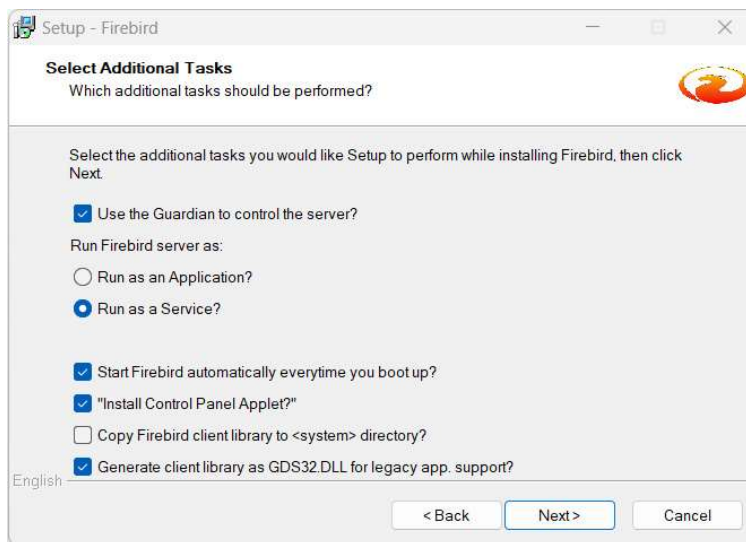 Setup - Firebird
Select Additional Tasks
Which additional tasks should be performed?
Select the additional tasks you would like Setup to perform while installing Firebird, then click
Next.
Use the Guardian to control the server?
Run Firebird server as:
Run as an Application?
Run as a Service?
Start Firebird automatically everytime you boot up?
"Install Control Panel Applet?"
Copy Firebird client library to <system> directory?
Generate client library as GDS32.DLL for legacy app. support?
English
< Back
Next >
Cancel